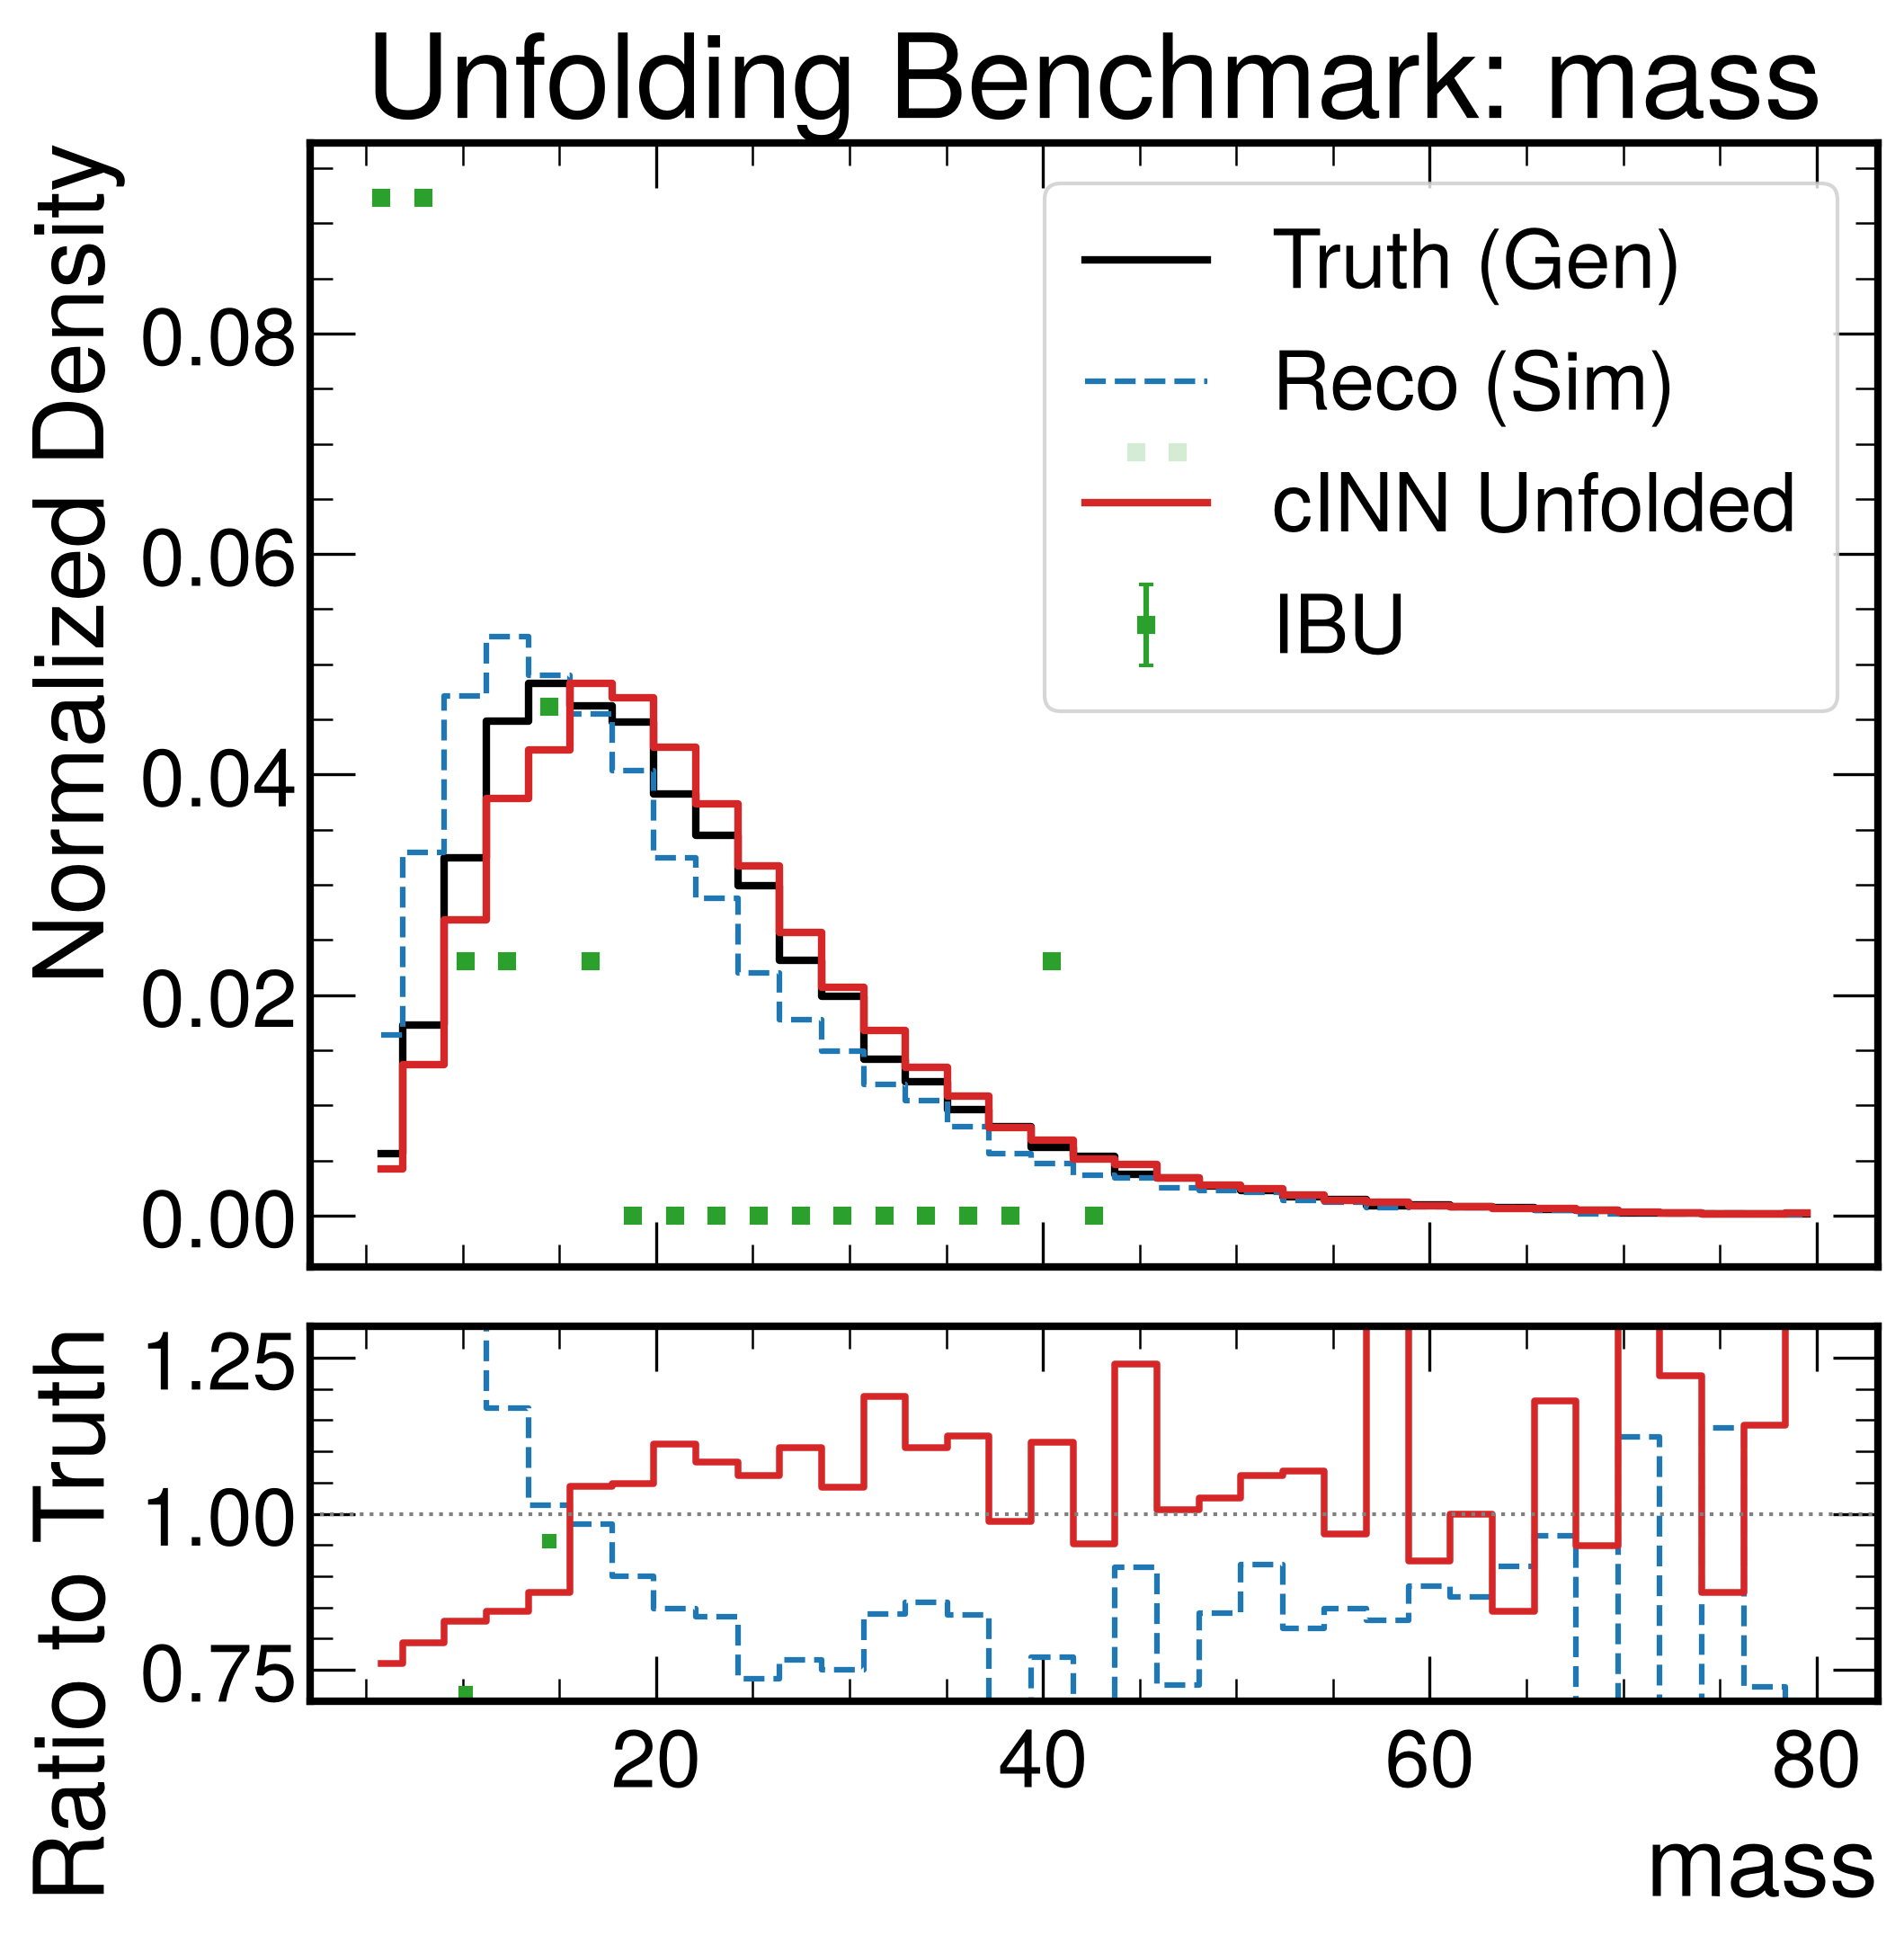 Unfolding Benchmark: mass
Normalized Density
0.08
0.06
0.04
0.02
0.00
Truth (Gen)
Reco (Sim)
cINN Unfolded
IBU
Ratio to Truth
1.25
1.00
0.75
20 40 60 80
mass